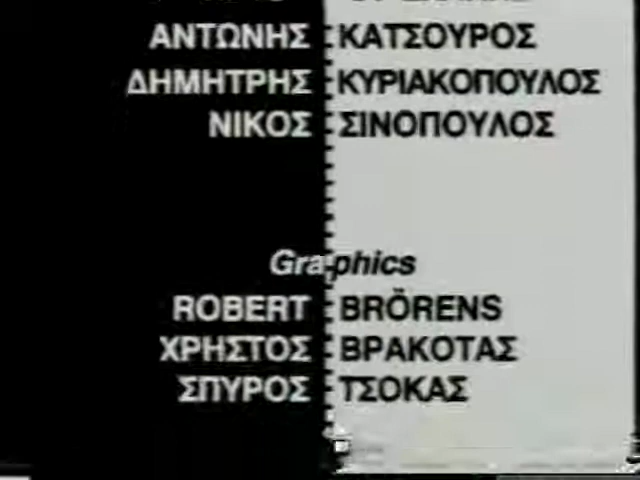 ΑΝΤΩΝΗΣ ΚΑΤΣΟΥΡΟΣ
ΔΗΜΗΤΡΗΣ ΚΥΡΙΑΚΟΠΟΥΛΟΣ
ΝΙΚΟΣ ΣΙΝΟΠΟΥΛΟΣ
Graphics
ROBERT BRÖRENS
ΧΡΗΣΤΟΣ ΒΡΑΚΟΤΑΣ
ΣΠΥΡΟΣ ΤΣΟΚΑΣ